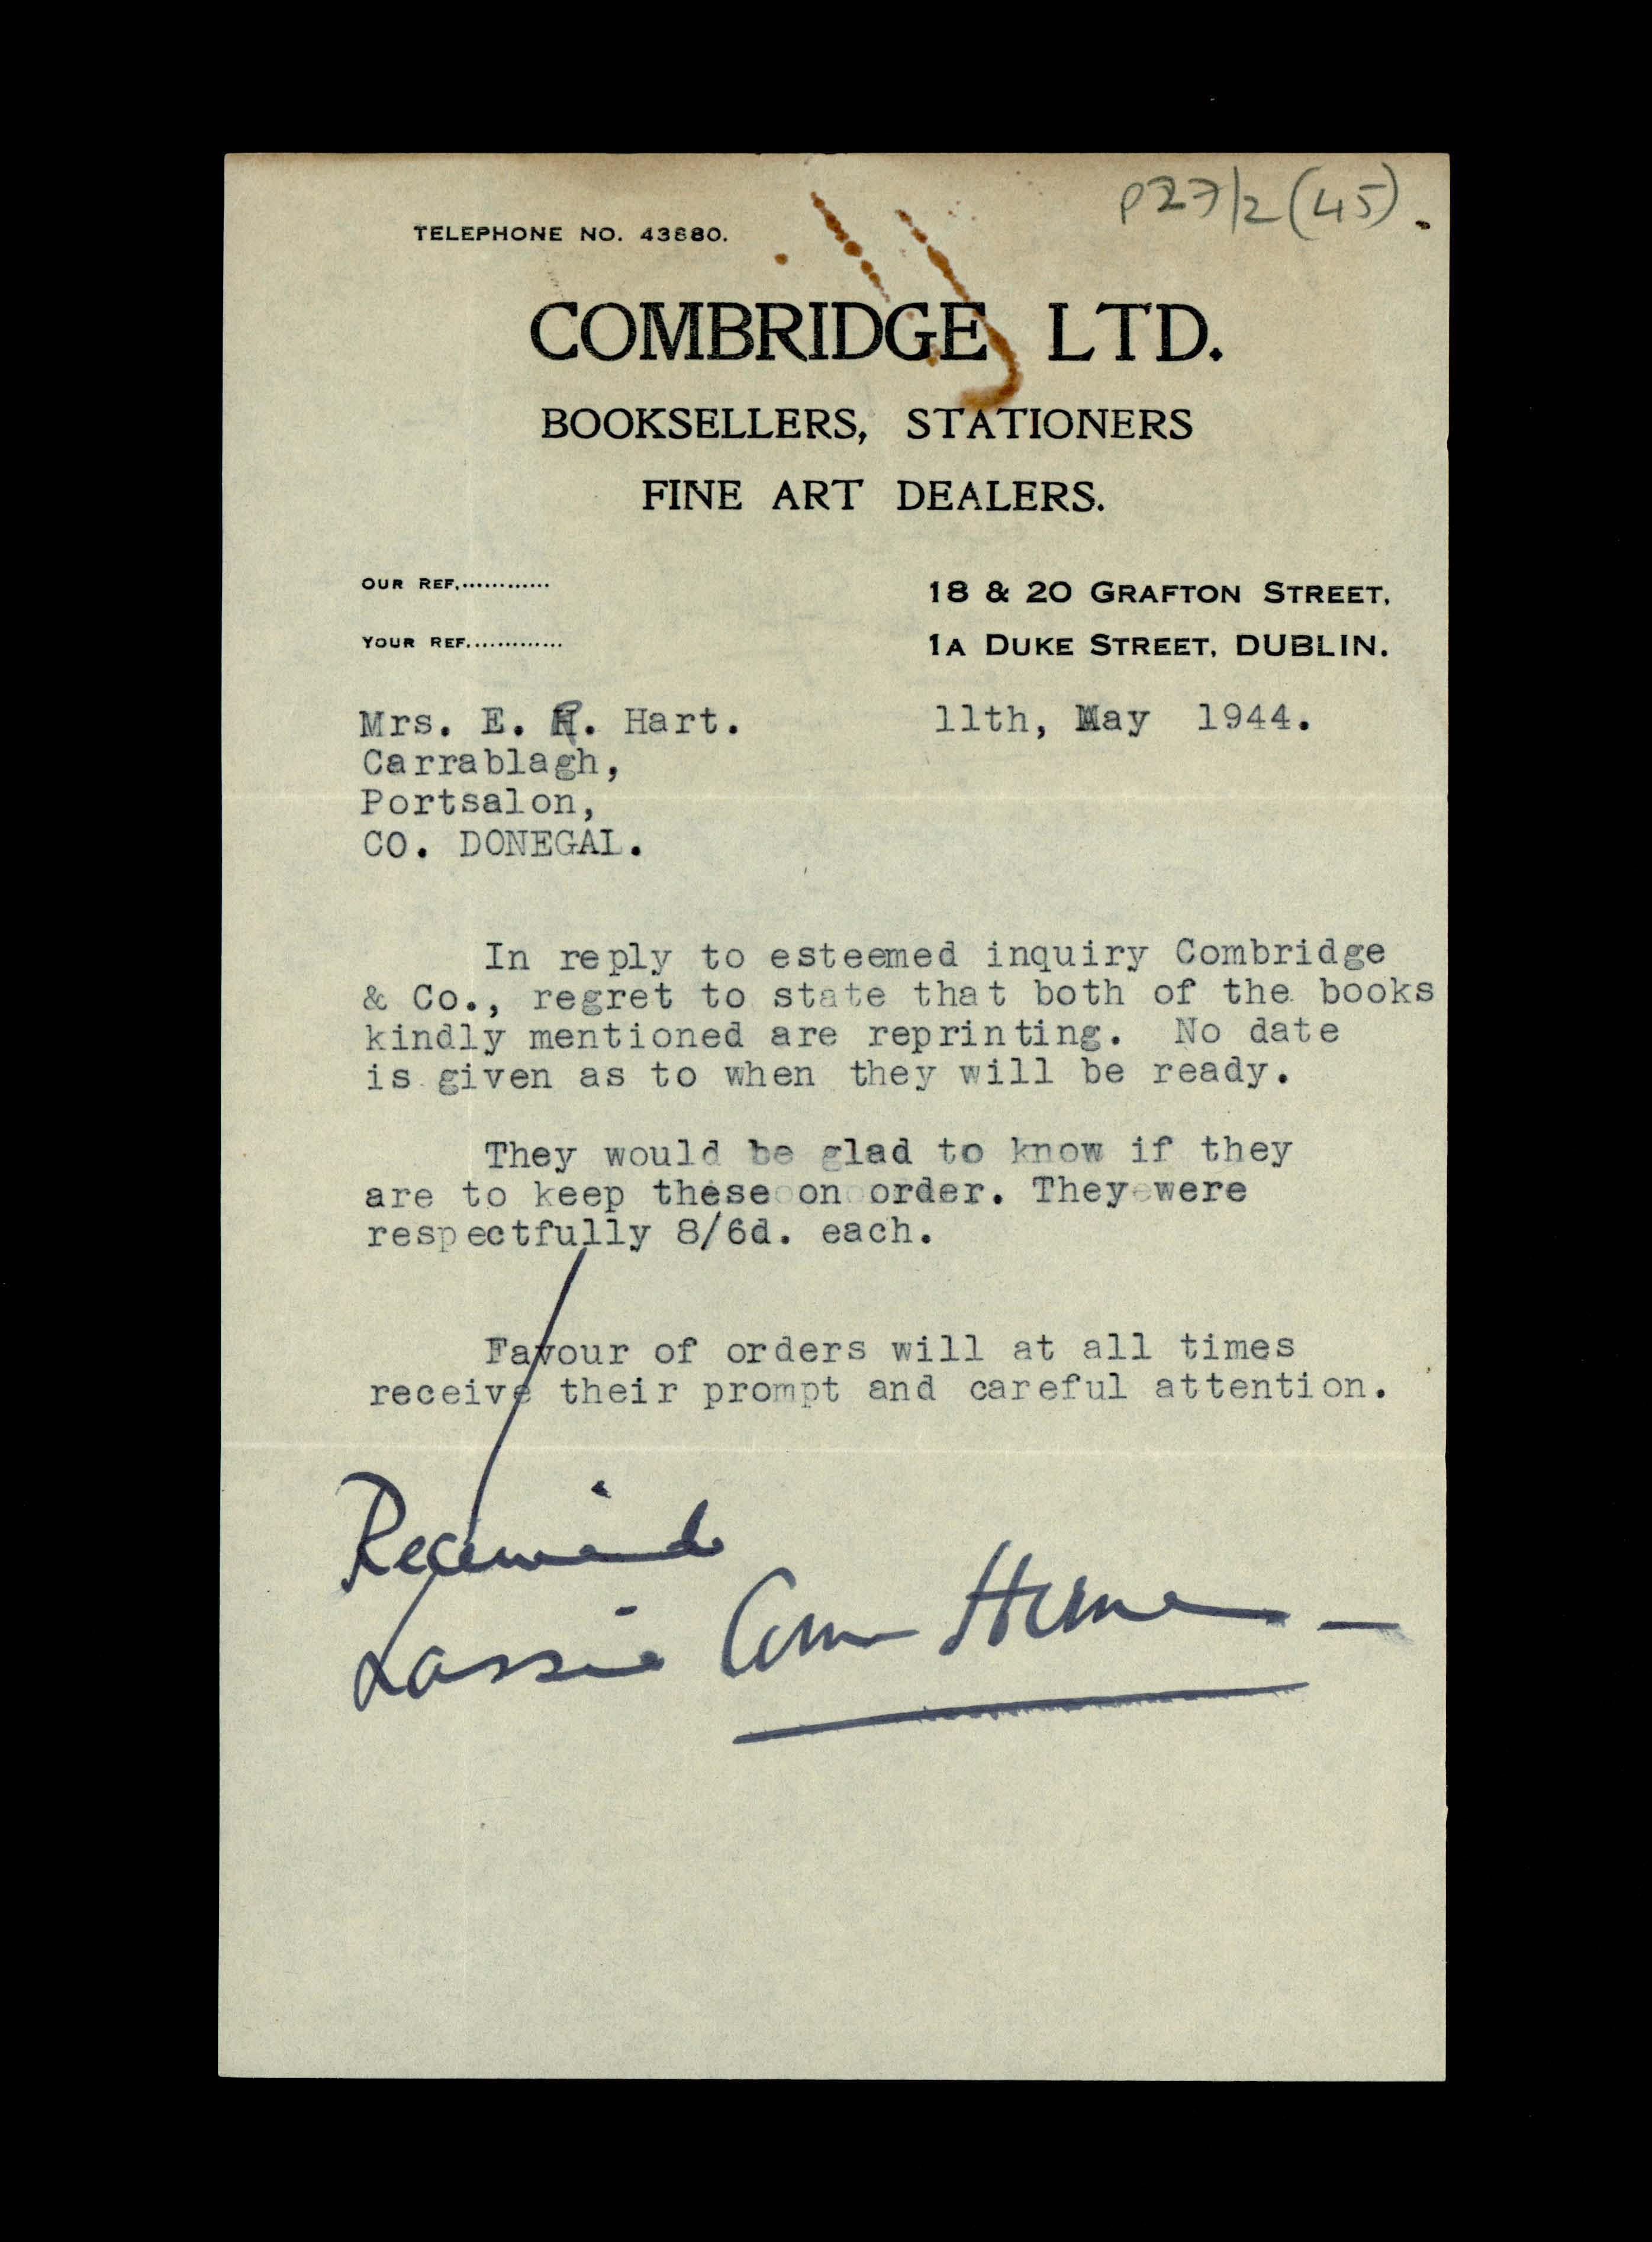 P27/2(45).
TELEPHONE NO. 43880.
COMBRIDGE LTD.
BOOKSELLERS, STATIONERS
FINE ART DEALERS.
OUR REF.............
YOUR REF.............
18 & 20 GRAFTON STREET,
1A DUKE STREET, DUBLIN.
Mrs. E. R. Hart.
11th, May 1944.
Carrablagh,
Portsalon,
CO. DONEGAL.
In reply to esteemed inquiry Combridge
& Co., regret to state that both of the books
kindly mentioned are reprinting. No date
is given as to when they will be ready.
They would be glad to know if they
are to keep these on order. They were
respectfully 8/6d. each.
Favour of orders will at all times
receive their prompt and careful attention.
Lassie Come Home —